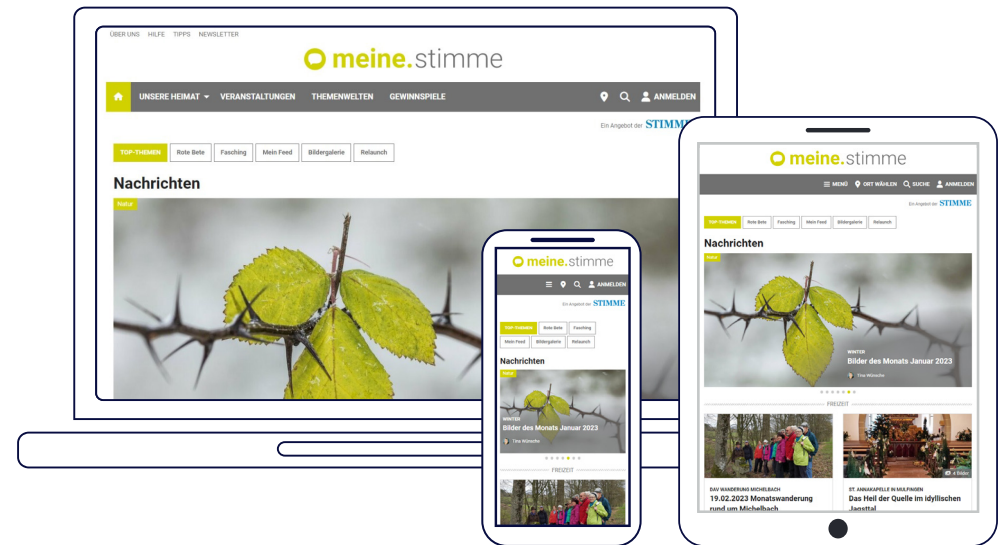 ÜBER UNS HILFE TIPPS NEWSLETTER
meine.stimme
UNSERE HEIMAT VERANSTALTUNGEN THEMENWELTEN GEWINNSPIELE ANMELDEN
Ein Angebot der STIMME
TOP-THEMEN Rote Bete Fasching Mein Feed Bildergalerie Relaunch
Nachrichten
Natur
meine.stimme
ANMELDEN
Ein Angebot der STIMME
TOP-THEMEN Rote Bete Fasching
Mein Feed Bildergalerie Relaunch
Nachrichten
Natur
WINTER
Bilder des Monats Januar 2023
Tina Wünsche
FREIZEIT
meine.stimme
MENÜ ORT WÄHLEN SUCHE ANMELDEN
Ein Angebot der STIMME
TOP-THEMEN Rote Bete Fasching Mein Feed Bildergalerie Relaunch
Nachrichten
Natur
WINTER
Bilder des Monats Januar 2023
Tina Wünsche
FREIZEIT
4 Bilder
DAV WANDERUNG MICHELBACH
19.02.2023 Monatswanderung
rund um Michelbach
ST. ANNAKAPELLE IN MULFINGEN
Das Heil der Quelle im idyllischen
Jagsttal